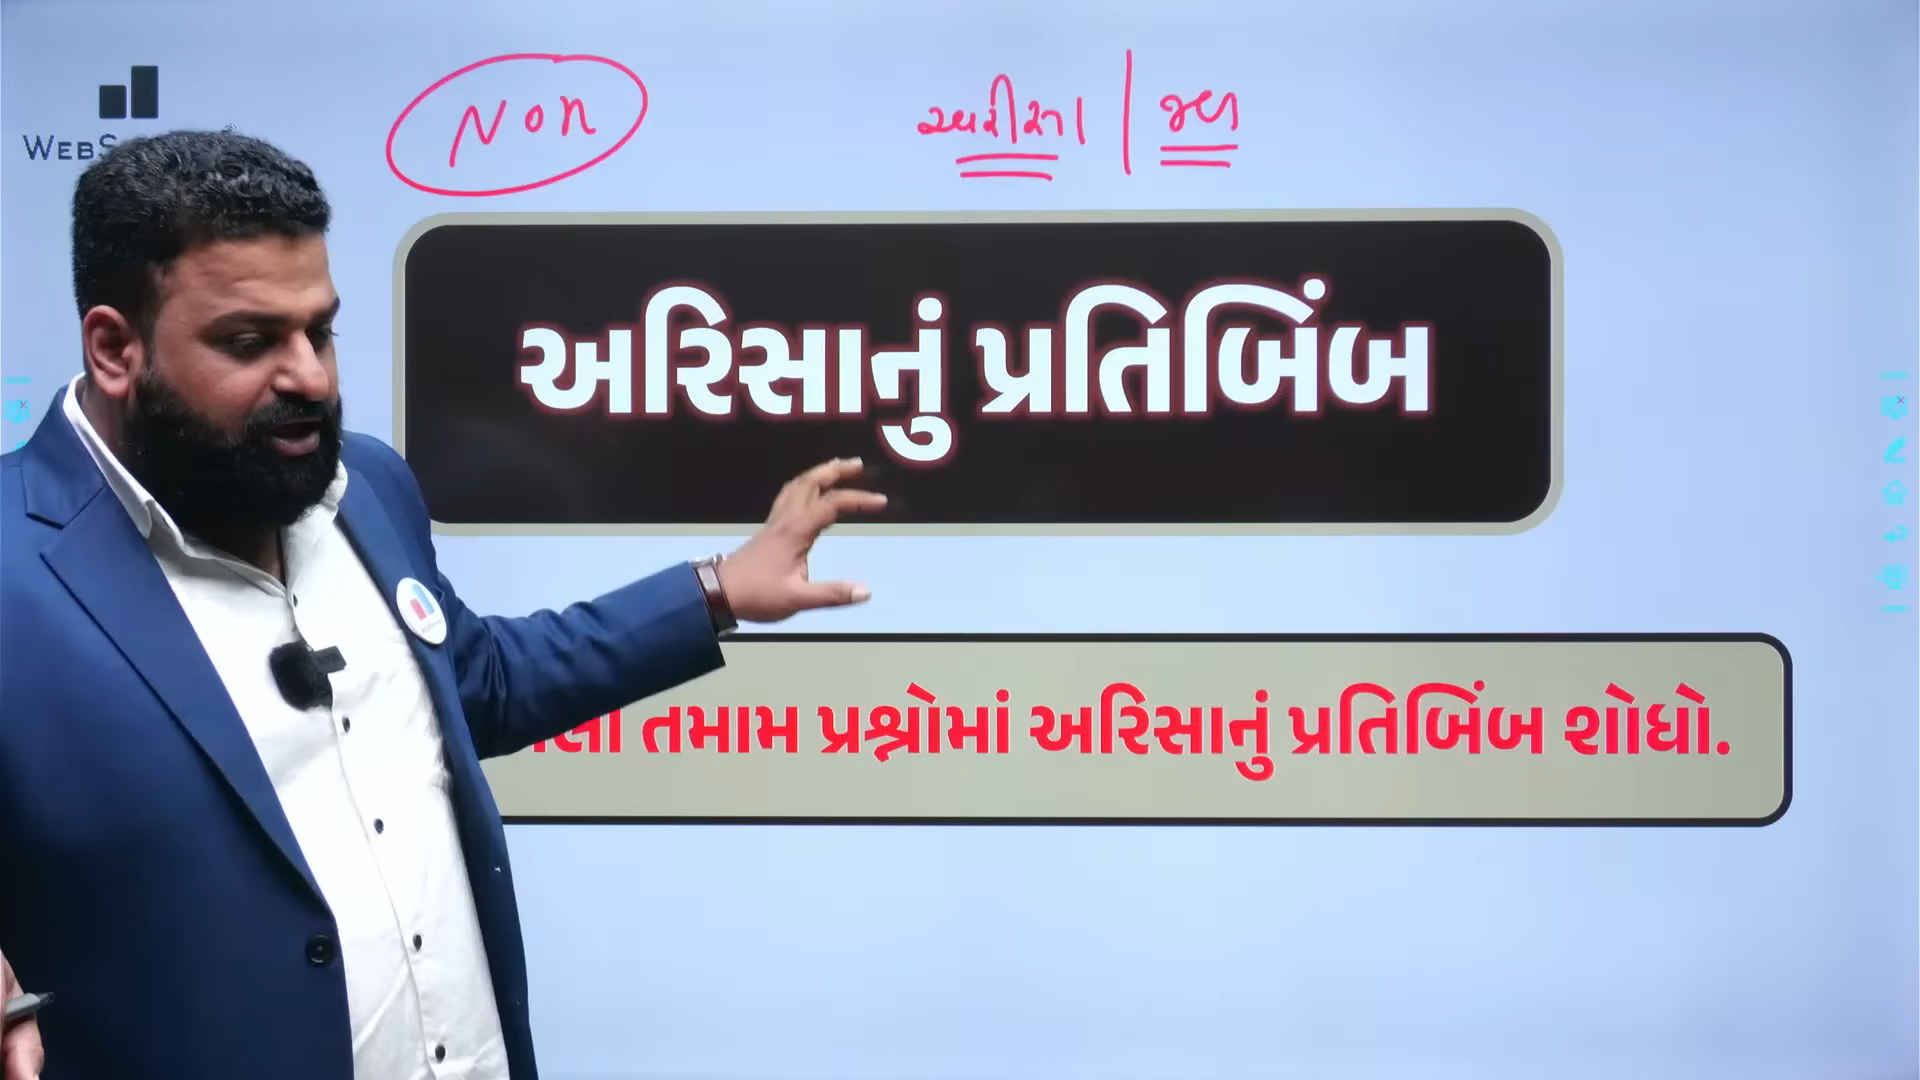 Non
અરીસા | જલ
અરિસાનું પ્રતિબિંબ
તમામ પ્રશ્નોમાં અરિસાનું પ્રતિબિંબ શોધો.